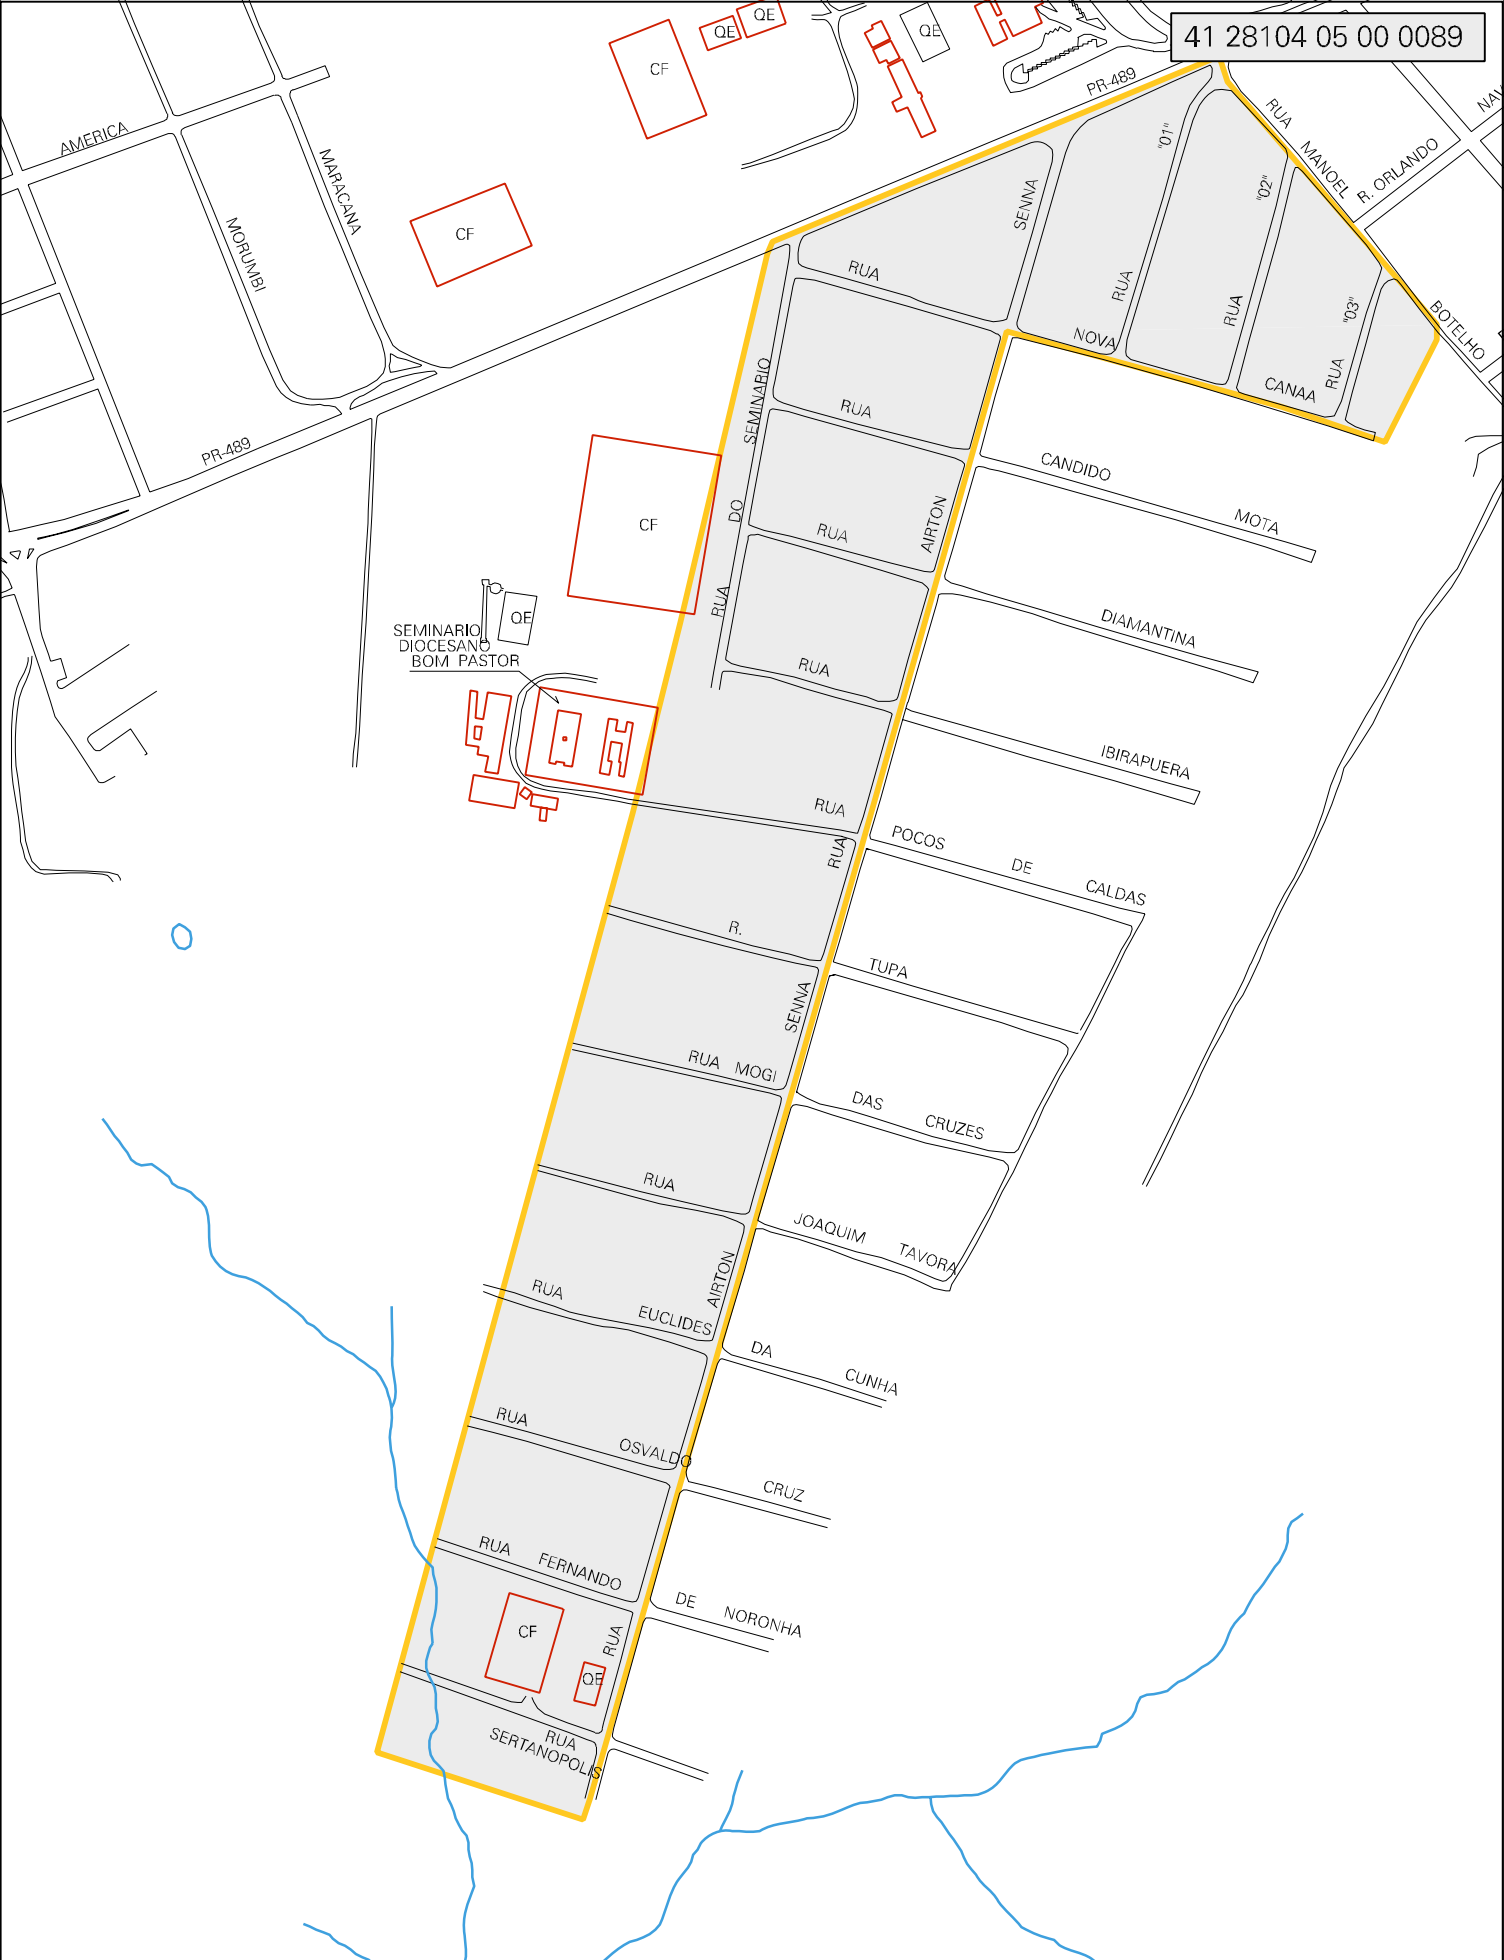 41 28104 05 00 0089
QE
QE
QE
CF
PR-489
RUA MANOEL BOTELHO
R. ORLANDO
AMERICA
MARACANA
MORUMBI
CF
"01"
"02"
"03"
SENNA
RUA
RUA
RUA
RUA
RUA
NOVA
CANAA
PR-489
SEMINARIO
DO
RUA
RUA
CANDIDO MOTA
CF
AIRTON
RUA
DIAMANTINA
QE
SEMINARIO
DIOCESANO
BOM PASTOR
RUA
IBIRAPUERA
RUA
POCOS DE CALDAS
RUA
R.
TUPA
SENNA
RUA MOGI
DAS CRUZES
RUA
JOAQUIM TAVORA
AIRTON
RUA EUCLIDES
DA CUNHA
RUA OSVALDO
CRUZ
RUA FERNANDO
DE NORONHA
CF
RUA
QE
RUA
SERTANOPOLIS